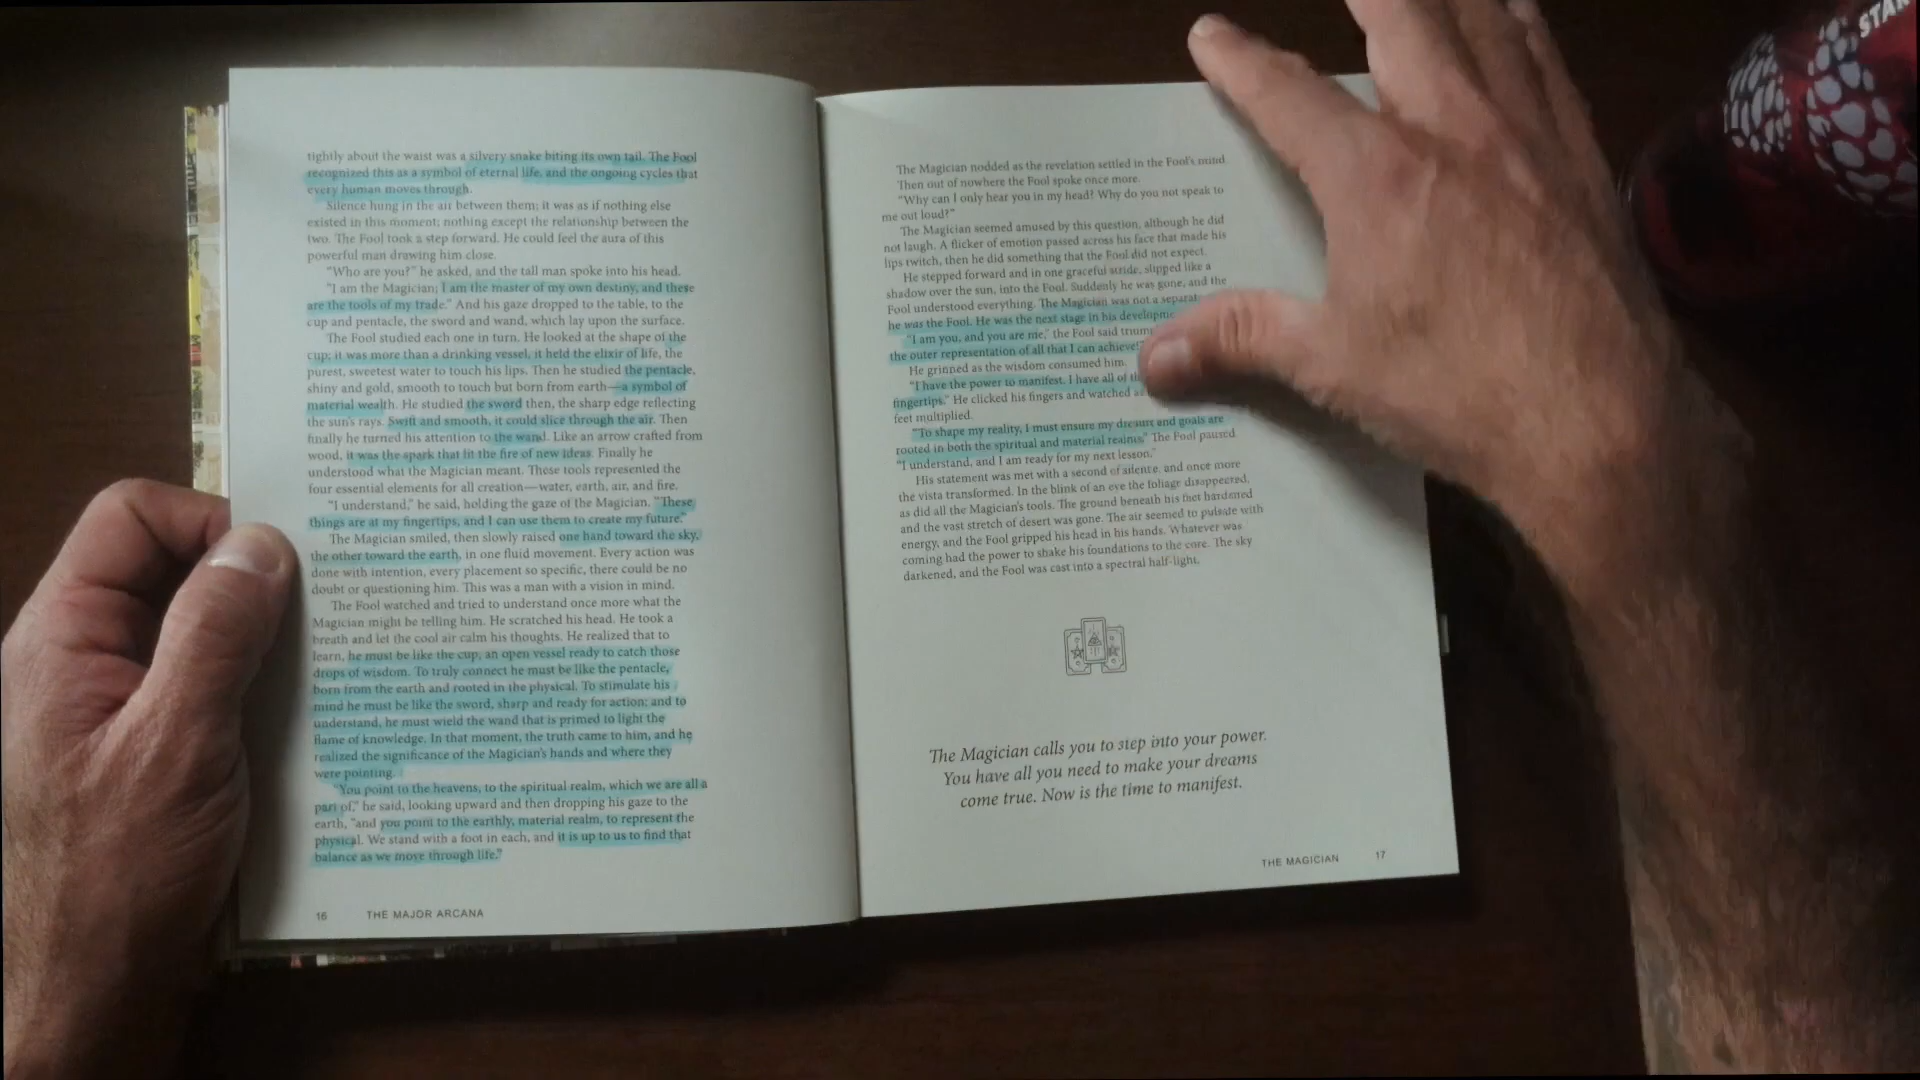 tightly about the waist was a silvery snake biting its own tail. The Fool
recognized this as a symbol of eternal life, and the ongoing cycles that
every human moves through.
Silence hung in the air between them; it was as if nothing else
existed in this moment; nothing except the relationship between the
two. The Fool took a step forward. He could feel the aura of this
powerful man drawing him close.
“Who are you?” he asked, and the tall man spoke into his head.
“I am the Magician; I am the master of my own destiny, and these
are the tools of my trade.” And his gaze dropped to the table, to the
cup and pentacle, the sword and wand, which lay upon the surface.
The Fool studied each one in turn. He looked at the shape of the
cup; it was more than a drinking vessel, it held the elixir of life, the
purest, sweetest water to touch his lips. Then he studied the pentacle,
shiny and gold, smooth to touch but born from earth—a symbol of
material wealth. He studied the sword then, the sharp edge reflecting
the sun's rays. Swift and smooth, it could slice through the air. Then
finally he turned his attention to the wand. Like an arrow crafted from
wood, it was the spark that lit the fire of new ideas. Finally he
understood what the Magician meant. These tools represented the
four essential elements for all creation—water, earth, air, and fire.
“I understand,” he said, holding the gaze of the Magician. “These
things are at my fingertips, and I can use them to create my future.”
The Magician smiled, then slowly raised one hand toward the sky,
the other toward the earth, in one fluid movement. Every action was
done with intention, every placement so specific, there could be no
doubt or questioning him. This was a man with a vision in mind.
The Fool watched and tried to understand once more what the
Magician might be telling him. He scratched his head. He took a
breath and let the cool air calm his thoughts. He realized that to
learn, he must be like the cup, an open vessel ready to catch those
drops of wisdom. To truly connect he must be like the pentacle,
born from the earth and rooted in the physical. To stimulate his
mind he must be like the sword, sharp and ready for action; and to
understand, he must wield the wand that is primed to light the
flame of knowledge. In that moment, the truth came to him, and he
realized the significance of the Magician's hands and where they
were pointing.
“You point to the heavens, to the spiritual realm, which we are all a
part of,” he said, looking upward and then dropping his gaze to the
earth, “and you point to the earthly, material realm, to represent the
physical. We stand with a foot in each, and it is up to us to find that
balance as we move through life.”
16 THE MAJOR ARCANA
The Magician nodded as the revelation settled in the Fool's mind.
Then out of nowhere the Fool spoke once more.
“Why can I only hear you in my head? Why do you not speak to
me out loud?”
The Magician seemed amused by this question, although he did
not laugh. A flicker of emotion passed across his face that made his
lips twitch, then he did something that the Fool did not expect.
He stepped forward and in one graceful stride, slipped like a
shadow over the sun, into the Fool. Suddenly he was gone, and the
Fool understood everything. The Magician was not a separat
he was the Fool. He was the next stage in his developme
“I am you, and you are me,” the Fool said trium
the outer representation of all that I can achieve!”
He grinned as the wisdom consumed him.
“I have the power to manifest. I have all of th
fingertips.” He clicked his fingers and watched as
feet multiplied.
“To shape my reality, I must ensure my dreams and goals are
rooted in both the spiritual and material realms.” The Fool paused.
“I understand, and I am ready for my next lesson.”
His statement was met with a second of silence, and once more
the vista transformed. In the blink of an eye the foliage disappeared,
as did all the Magician's tools. The ground beneath his feet hardened
and the vast stretch of desert was gone. The air seemed to pulsate with
energy, and the Fool gripped his head in his hands. Whatever was
coming had the power to shake his foundations to the core. The sky
darkened, and the Fool was cast into a spectral half-light.
The Magician calls you to step into your power.
You have all you need to make your dreams
come true. Now is the time to manifest.
THE MAGICIAN 17
STAR